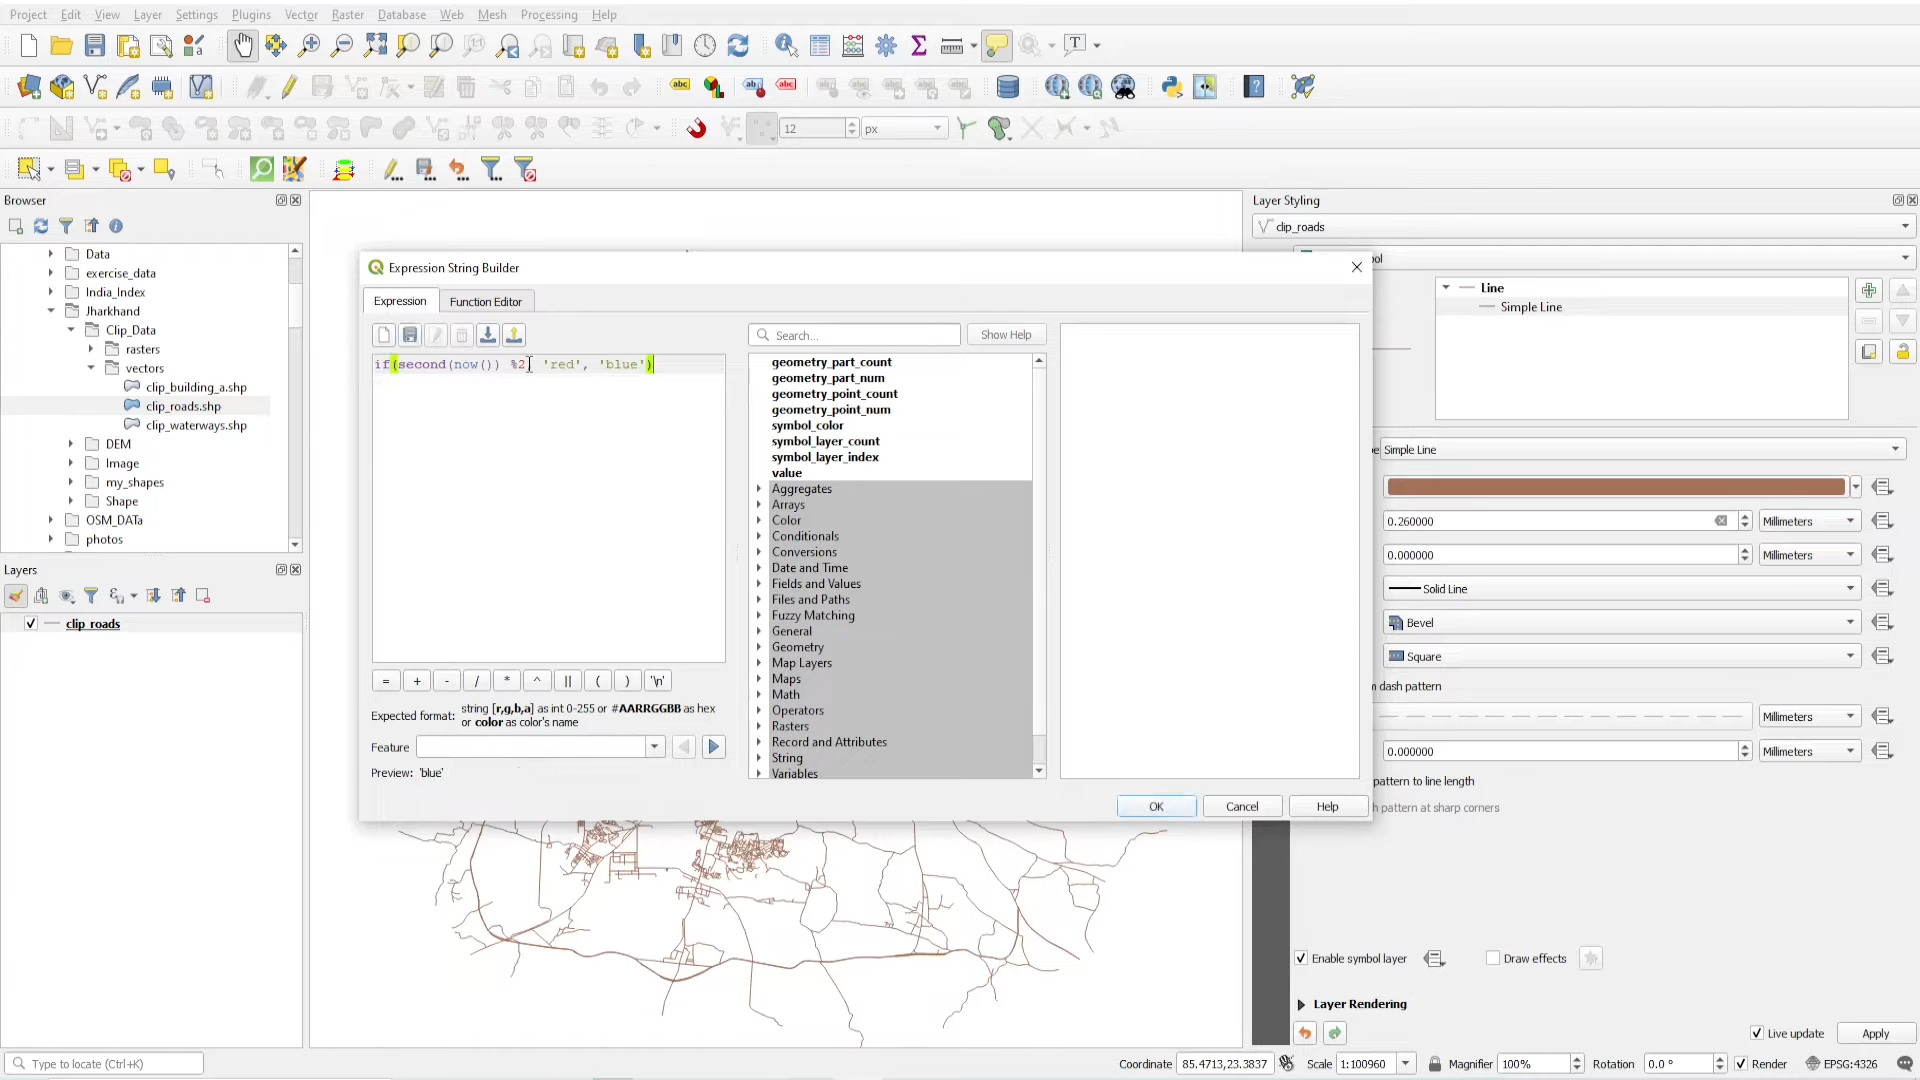 Project Edit View Layer Settings Plugins Vector Raster Database Web Mesh Processing Help
12 px
Browser
Data
exercise_data
India_Index
Jharkhand
Clip_Data
rasters
vectors
clip_building_a.shp
clip_roads.shp
clip_waterways.shp
DEM
Image
my_shapes
Shape
OSM_DATa
photos
Layers
clip_roads
Expression String Builder
Expression Function Editor
Search... Show Help
if(second(now()) %2, 'red', 'blue')
geometry_part_count
geometry_part_num
geometry_point_count
geometry_point_num
symbol_color
symbol_layer_count
symbol_layer_index
value
Aggregates
Arrays
Color
Conditionals
Conversions
Date and Time
Fields and Values
Files and Paths
Fuzzy Matching
General
Geometry
Map Layers
Maps
Math
Operators
Rasters
Record and Attributes
String
Variables
= + - / * ^ || ( ) '\n'
Expected format: string [r,g,b,a] as int 0-255 or #AARRGGBB as hex
or color as color's name
Feature
Preview: 'blue'
OK Cancel Help
Layer Styling
clip_roads
ol
Line
Simple Line
e Simple Line
0.260000 Millimeters
0.000000 Millimeters
Solid Line
Bevel
Square
m dash pattern
Millimeters
0.000000 Millimeters
pattern to line length
h pattern at sharp corners
Enable symbol layer Draw effects
Layer Rendering
Live update Apply
Type to locate (Ctrl+K)
Coordinate 85.4713,23.3837 Scale 1:100960 Magnifier 100% Rotation 0.0 ° Render EPSG:4326